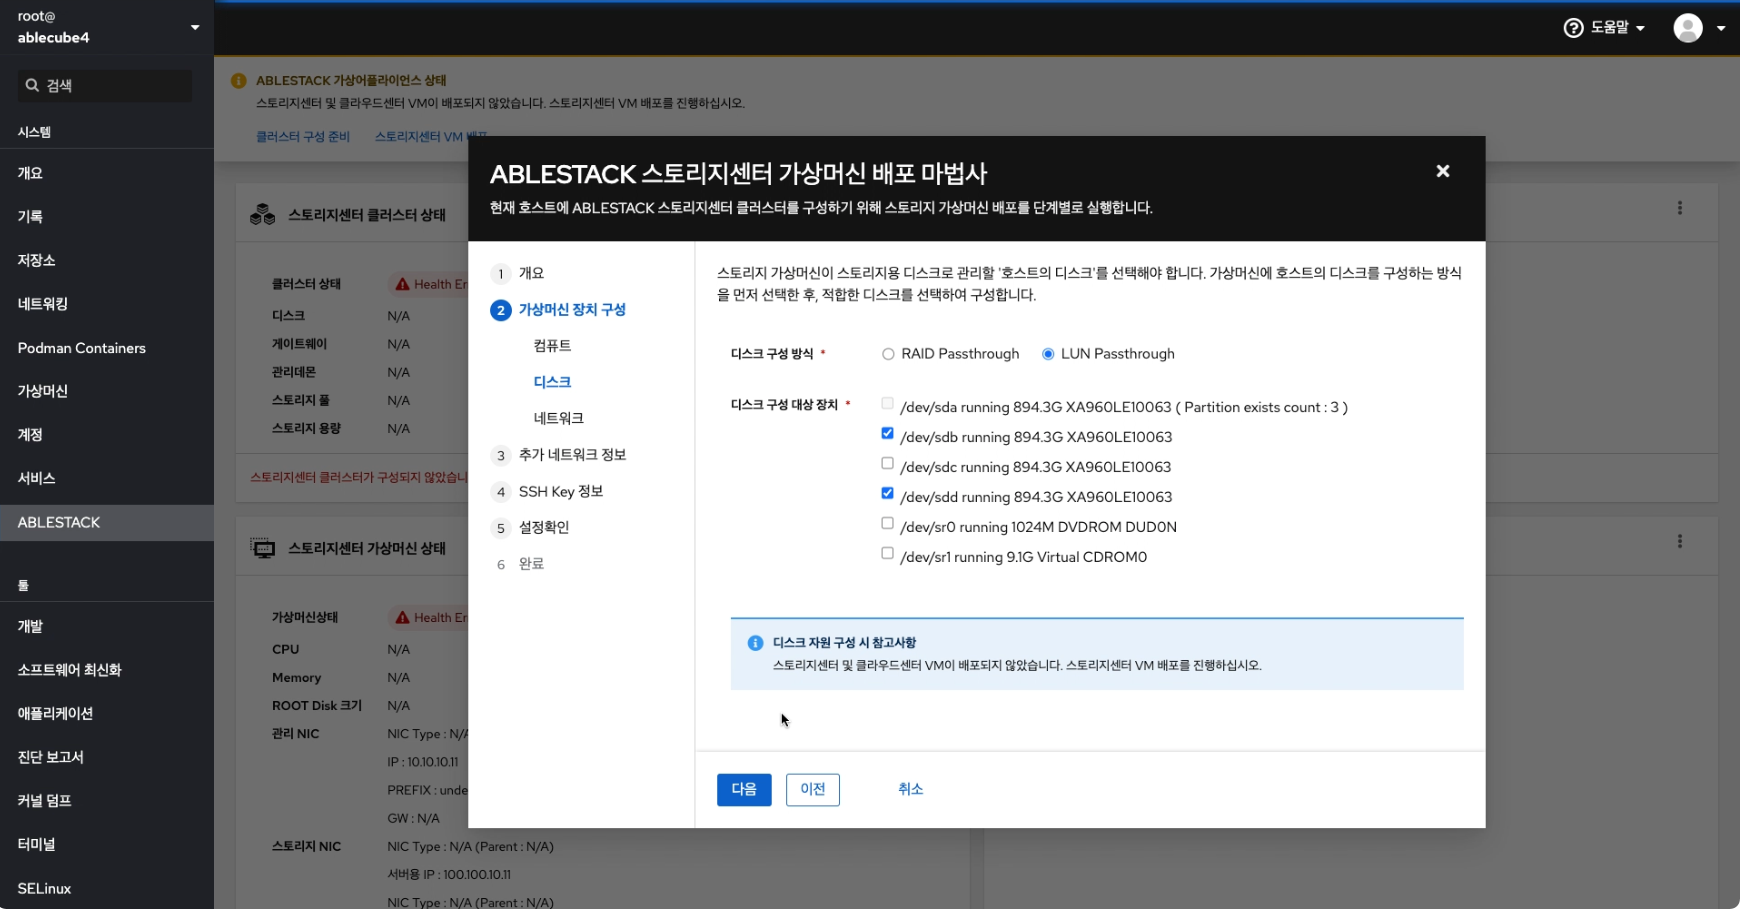 root@
ablecube4
도움말
검색
ABLESTACK 가상어플라이언스 상태
스토리지센터 및 클라우드센터 VM이 배포되지 않았습니다. 스토리지센터 VM 배포를 진행하십시오.
클러스터 구성 준비
스토리지센터 VM 배포
시스템
개요
기록
저장소
네트워킹
Podman Containers
가상머신
계정
서비스
ABLESTACK
툴
개발
소프트웨어 최신화
애플리케이션
진단 보고서
커널 덤프
터미널
SELinux
스토리지센터 클러스터 상태
클러스터 상태 Health Er
디스크 N/A
게이트웨이 N/A
관리데몬 N/A
스토리지 풀 N/A
스토리지 용량 N/A
스토리지센터 클러스터가 구성되지 않았습니
스토리지센터 가상머신 상태
가상머신상태 Health Er
CPU N/A
Memory N/A
ROOT Disk 크기 N/A
관리 NIC NIC Type : N/A
IP : 10.10.10.11
PREFIX : unde
GW : N/A
스토리지 NIC NIC Type : N/A (Parent : N/A)
서버용 IP : 100.100.10.11
NIC Type : N/A (Parent : N/A)
ABLESTACK 스토리지센터 가상머신 배포 마법사
현재 호스트에 ABLESTACK 스토리지센터 클러스터를 구성하기 위해 스토리지 가상머신 배포를 단계별로 실행합니다.
1 개요
2 가상머신 장치 구성
컴퓨트
디스크
네트워크
3 추가 네트워크 정보
4 SSH Key 정보
5 설정확인
6 완료
스토리지 가상머신이 스토리지용 디스크로 관리할 '호스트의 디스크'를 선택해야 합니다. 가상머신에 호스트의 디스크를 구성하는 방식
을 먼저 선택한 후, 적합한 디스크를 선택하여 구성합니다.
디스크 구성 방식 * RAID Passthrough LUN Passthrough
디스크 구성 대상 장치 * /dev/sda running 894.3G XA960LE10063 ( Partition exists count : 3 )
/dev/sdb running 894.3G XA960LE10063
/dev/sdc running 894.3G XA960LE10063
/dev/sdd running 894.3G XA960LE10063
/dev/sr0 running 1024M DVDROM DUD0N
/dev/sr1 running 9.1G Virtual CDROM0
디스크 자원 구성 시 참고사항
스토리지센터 및 클라우드센터 VM이 배포되지 않았습니다. 스토리지센터 VM 배포를 진행하십시오.
다음 이전 취소